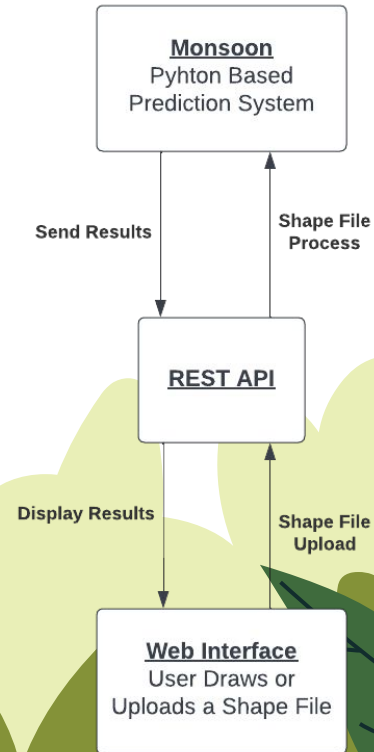 Monsoon
Pyhton Based
Prediction System
Send Results
Shape File
Process
REST API
Display Results
Shape File
Upload
Web Interface
User Draws or
Uploads a Shape File